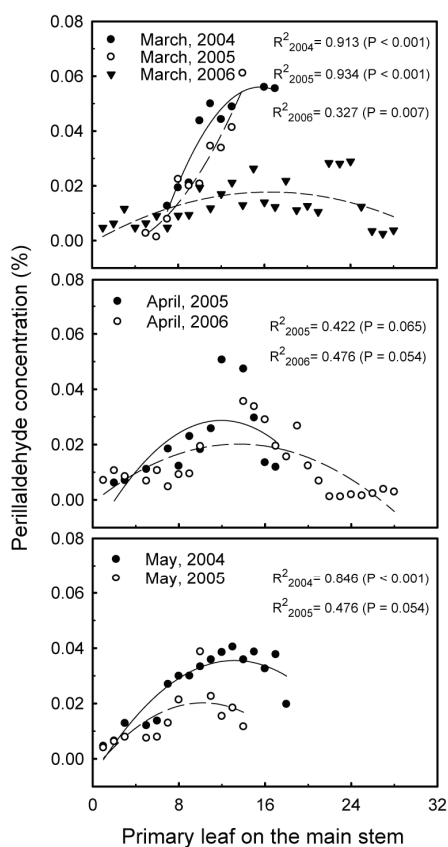 March, 2004
March, 2005
March, 2006
R²2004= 0.913 (P < 0.001)
R²2005= 0.934 (P < 0.001)
R²2006= 0.327 (P = 0.007)
0.08
0.06
0.04
0.02
0.00
April, 2005
April, 2006
R²2005= 0.422 (P = 0.065)
R²2006= 0.476 (P = 0.054)
0.08
0.06
0.04
0.02
0.00
Perillaldehyde concentration (%)
May, 2004
May, 2005
R²2004= 0.846 (P < 0.001)
R²2005= 0.476 (P = 0.054)
0.08
0.06
0.04
0.02
0.00
0 8 16 24 32
Primary leaf on the main stem